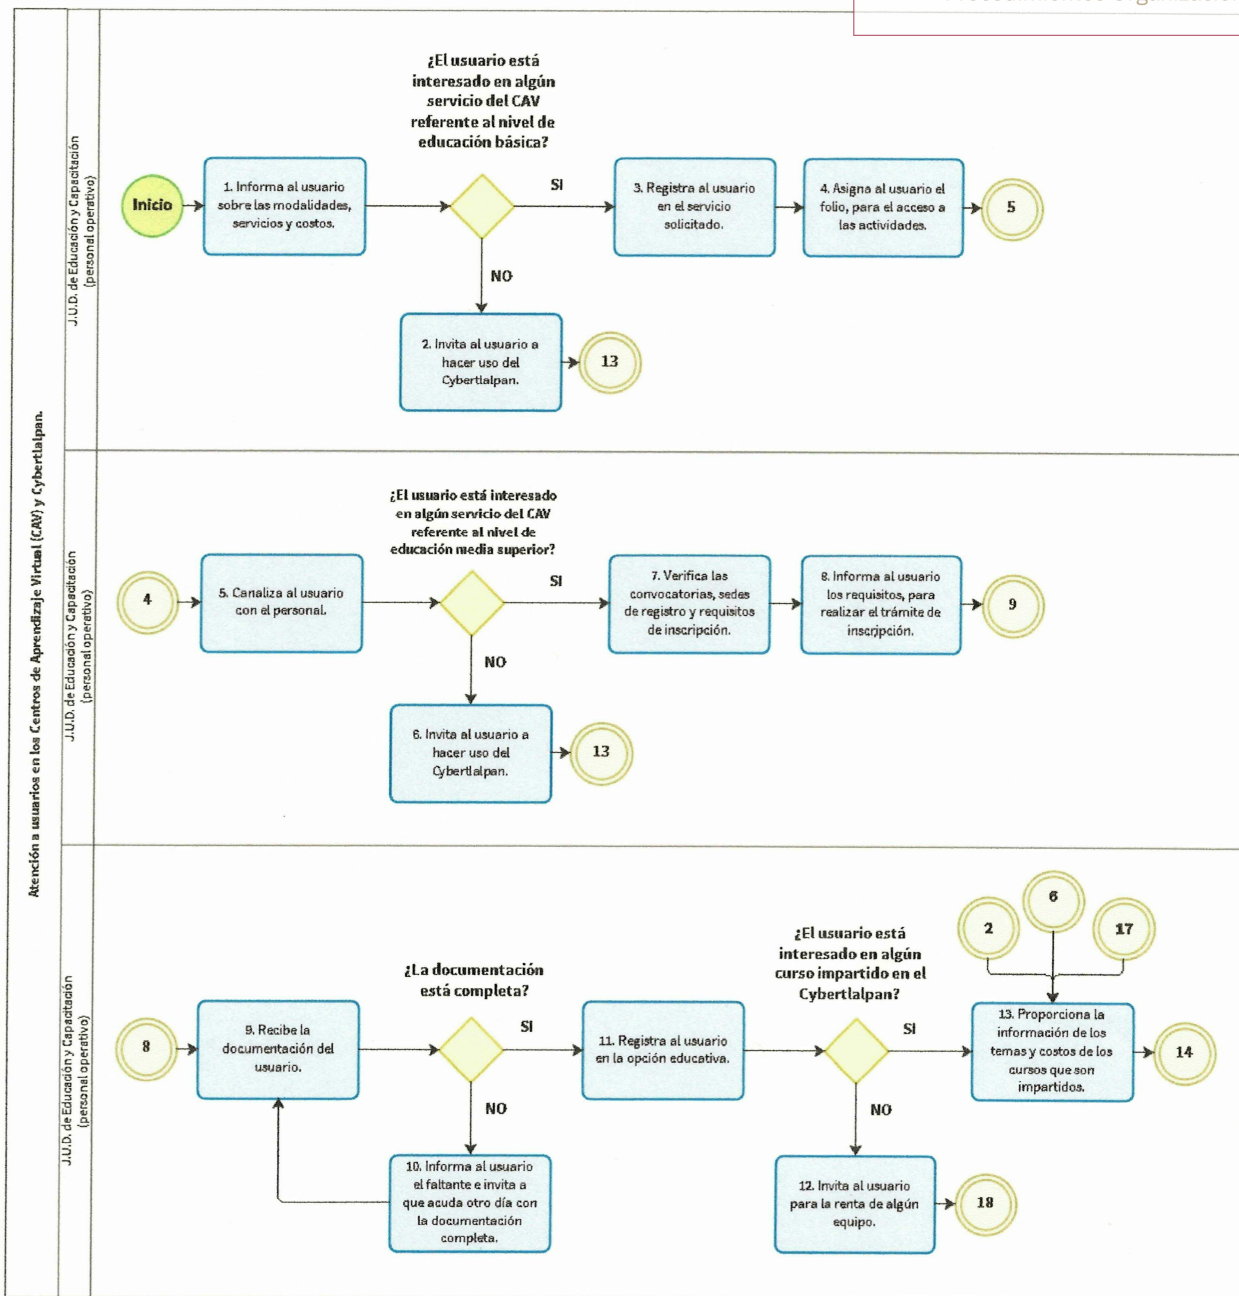 Atención a usuarios en los Centros de Aprendizaje Virtual (CAV) y Cybertlalpan.
J.U.D. de Educación y Capacitación
(personal operativo)
¿El usuario está
interesado en algún
servicio del CAV
referente al nivel de
educación básica?
Inicio
1. Informa al usuario
sobre las modalidades,
servicios y costos.
SI
3. Registra al usuario
en el servicio
solicitado.
4. Asigna al usuario el
folio, para el acceso a
las actividades.
5
NO
2. Invita al usuario a
hacer uso del
Cybertlalpan.
13
J.U.D. de Educación y Capacitación
(personal operativo)
¿El usuario está interesado
en algún servicio del CAV
referente al nivel de
educación media superior?
4
5. Canaliza al usuario
con el personal.
SI
7. Verifica las
convocatorias, sedes
de registro y requisitos
de inscripción.
8. Informa al usuario
los requisitos, para
realizar el trámite de
inscripción.
9
NO
6. Invita al usuario a
hacer uso del
Cybertlalpan.
13
J.U.D. de Educación y Capacitación
(personal operativo)
2
6
17
¿La documentación
está completa?
¿El usuario está
interesado en algún
curso impartido en el
Cybertlalpan?
8
9. Recibe la
documentación del
usuario.
SI
11. Registra al usuario
en la opción educativa.
SI
13. Proporciona la
información de los
temas y costos de los
cursos que son
impartidos.
14
NO
10. Informa al usuario
el faltante e invita a
que acuda otro día con
la documentación
completa.
NO
12. Invita al usuario
para la renta de algún
equipo.
18